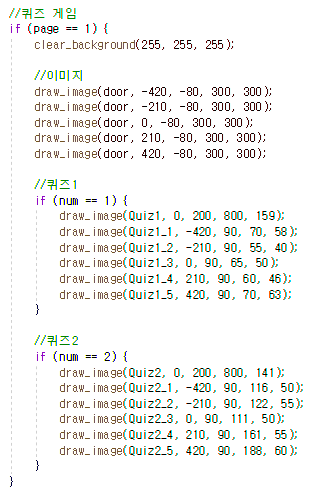 //퀴즈 게임
if (page == 1) {
clear_background(255, 255, 255);
//이미지
draw_image(door, -420, -80, 300, 300);
draw_image(door, -210, -80, 300, 300);
draw_image(door, 0, -80, 300, 300);
draw_image(door, 210, -80, 300, 300);
draw_image(door, 420, -80, 300, 300);
//퀴즈1
if (num == 1) {
draw_image(Quiz1, 0, 200, 800, 159);
draw_image(Quiz1_1, -420, 90, 70, 58);
draw_image(Quiz1_2, -210, 90, 55, 40);
draw_image(Quiz1_3, 0, 90, 65, 50);
draw_image(Quiz1_4, 210, 90, 60, 46);
draw_image(Quiz1_5, 420, 90, 70, 63);
}
//퀴즈2
if (num == 2) {
draw_image(Quiz2, 0, 200, 800, 141);
draw_image(Quiz2_1, -420, 90, 116, 50);
draw_image(Quiz2_2, -210, 90, 122, 55);
draw_image(Quiz2_3, 0, 90, 111, 50);
draw_image(Quiz2_4, 210, 90, 161, 55);
draw_image(Quiz2_5, 420, 90, 188, 60);
}
}